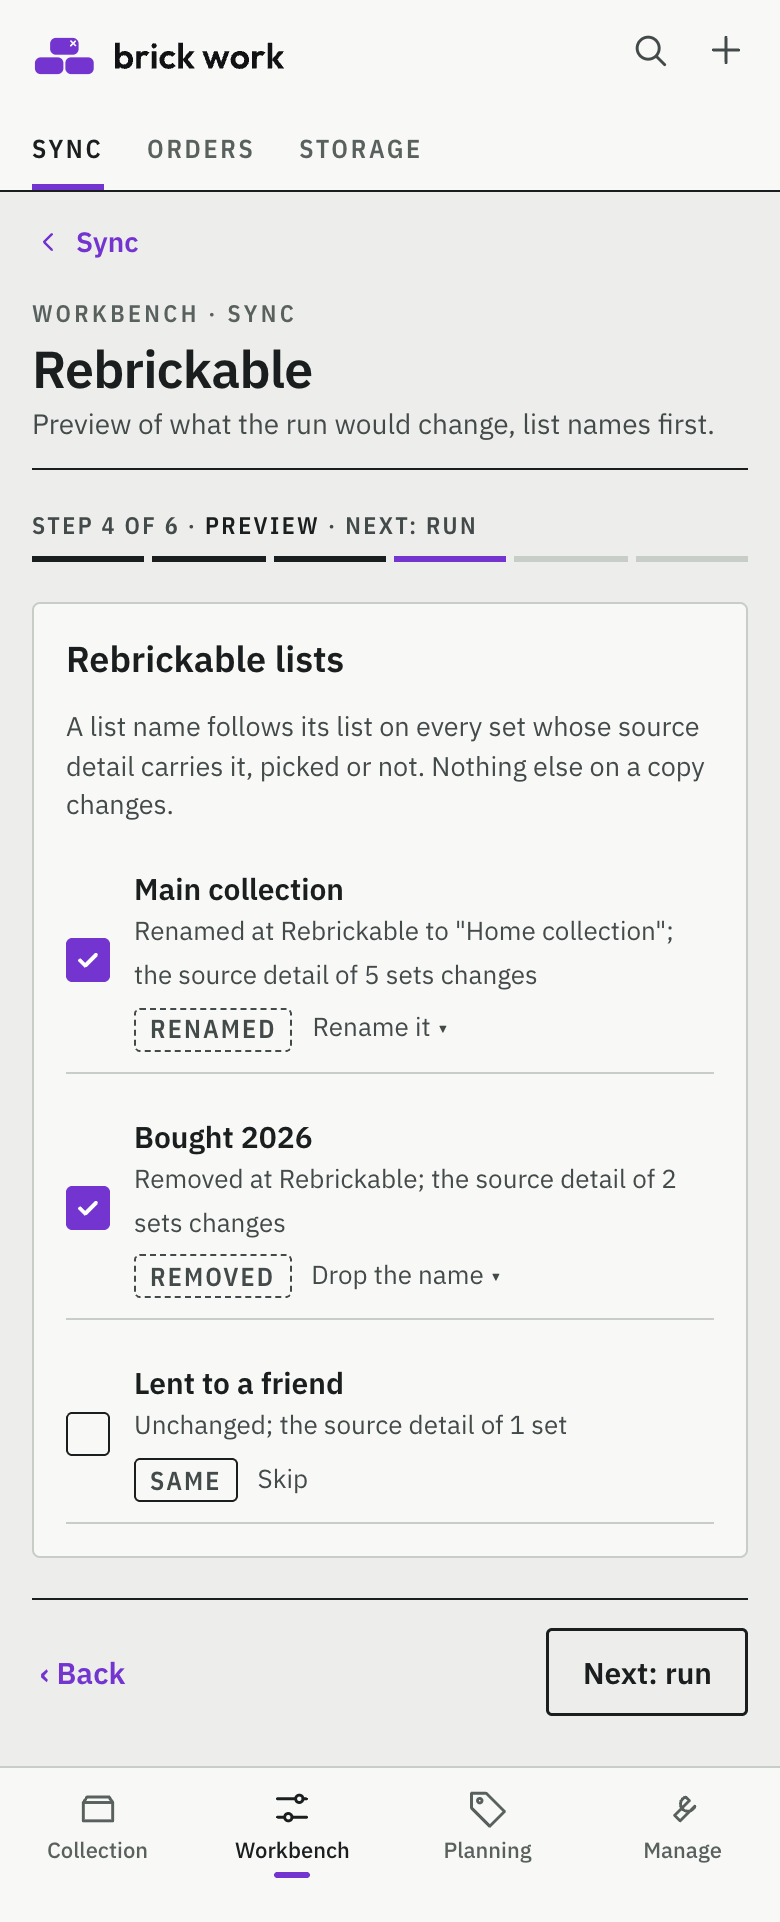 brick work
SYNC ORDERS STORAGE
Sync
WORKBENCH · SYNC
Rebrickable
Preview of what the run would change, list names first.
STEP 4 OF 6 · PREVIEW · NEXT: RUN
Rebrickable lists
A list name follows its list on every set whose source
detail carries it, picked or not. Nothing else on a copy
changes.
Main collection
Renamed at Rebrickable to "Home collection";
the source detail of 5 sets changes
RENAMED Rename it ▾
Bought 2026
Removed at Rebrickable; the source detail of 2
sets changes
REMOVED Drop the name ▾
Lent to a friend
Unchanged; the source detail of 1 set
SAME Skip
‹ Back Next: run
Collection Workbench Planning Manage